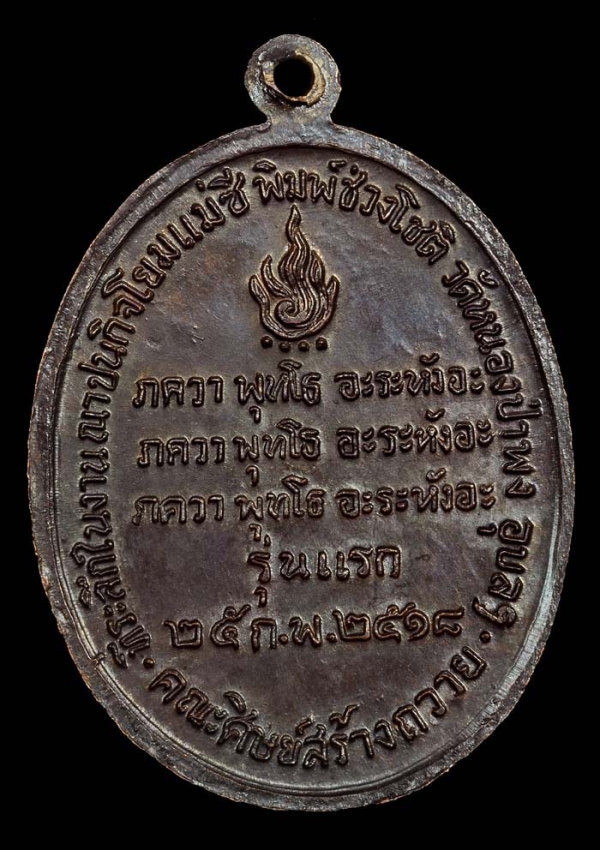 ที่ระลึกในงานฌาปนกิจโยมแม่ชี พิมพ์ช่วงโชติ วัดหนองป่าพง อุบลฯ.
ภควา พุทโธ อะระหังอะ
ภควา พุทโธ อะระหังอะ
ภควา พุทโธ อะระหังอะ
รุ่นแรก
๒๕ ก.พ.๒๕๑๘
คณะศิษย์สร้างถวาย